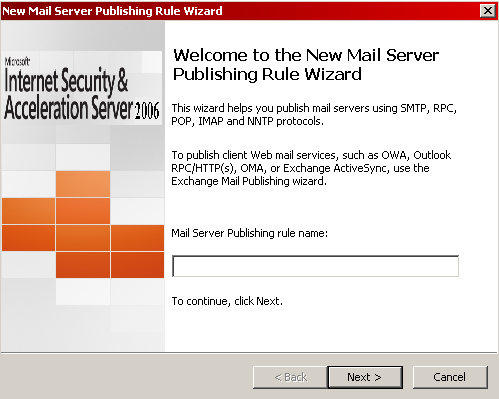 New Mail Server Publishing Rule Wizard
Microsoft
Internet Security &
Acceleration Server 2006
Welcome to the New Mail Server
Publishing Rule Wizard
This wizard helps you publish mail servers using SMTP, RPC,
POP, IMAP and NNTP protocols.
To publish client Web mail services, such as OWA, Outlook
RPC/HTTP(s), OMA, or Exchange ActiveSync, use the
Exchange Mail Publishing wizard.
Mail Server Publishing rule name:
To continue, click Next.
< Back
Next >
Cancel